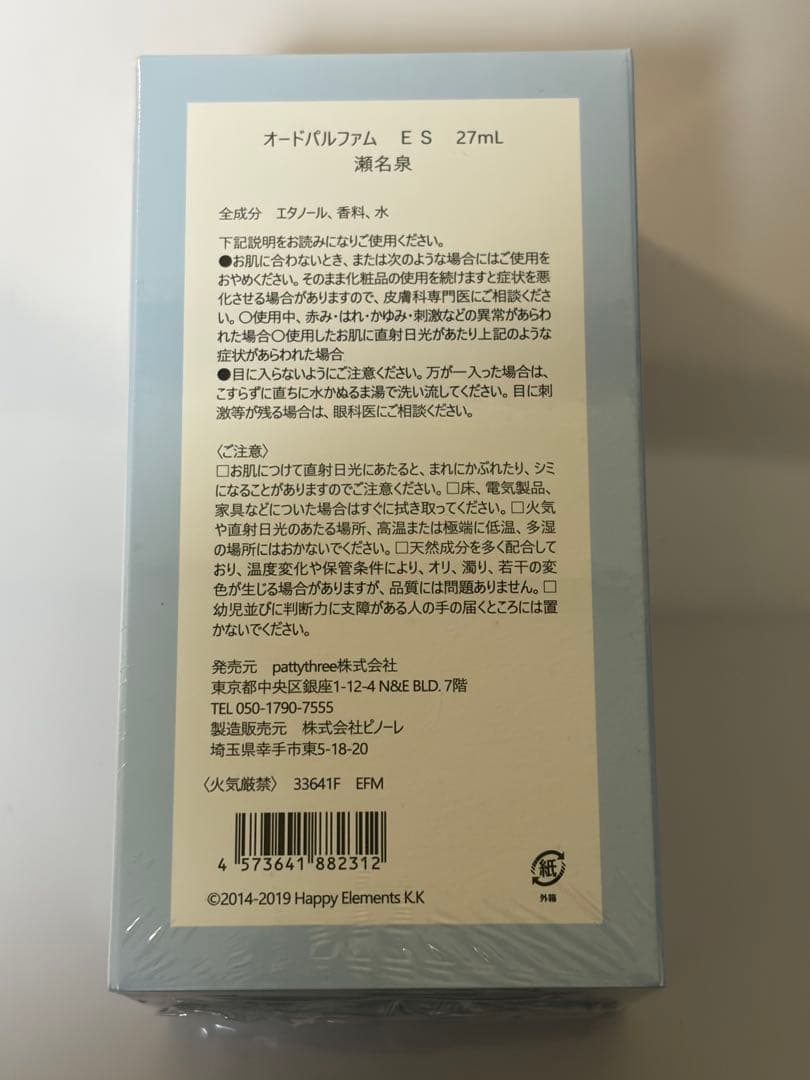 オードパルファム　ES　27mL
瀬名泉
全成分　エタノール、香料、水
下記説明をお読みになりご使用ください。
●お肌に合わないとき、または次のような場合にはご使用を
おやめください。そのまま化粧品の使用を続けますと症状を悪
化させる場合がありますので、皮膚科専門医にご相談くださ
い。〇使用中、赤み・はれ・かゆみ・刺激などの異常があらわ
れた場合〇使用したお肌に直射日光があたり上記のような
症状があらわれた場合
●目に入らないようにご注意ください。万が一入った場合は、
こすらずに直ちに水かぬるま湯で洗い流してください。目に刺
激等が残る場合は、眼科医にご相談ください。
〈ご注意〉
□お肌につけて直射日光にあたると、まれにかぶれたり、シミ
になることがありますのでご注意ください。□床、電気製品、
家具などについた場合はすぐに拭き取ってください。□火気
や直射日光のあたる場所、高温または極端に低温、多湿
の場所にはおかないでください。□天然成分を多く配合して
おり、温度変化や保管条件により、オリ、濁り、若干の変
色が生じる場合がありますが、品質には問題ありません。□
幼児並びに判断力に支障がある人の手の届くところには置
かないでください。
発売元　pattythree株式会社
東京都中央区銀座1-12-4 N&E BLD. 7階
TEL 050-1790-7555
製造販売元　株式会社ピノーレ
埼玉県幸手市東5-18-20
〈火気厳禁〉　33641F　EFM
4 573641 882312
紙
外箱
©2014-2019 Happy Elements K.K